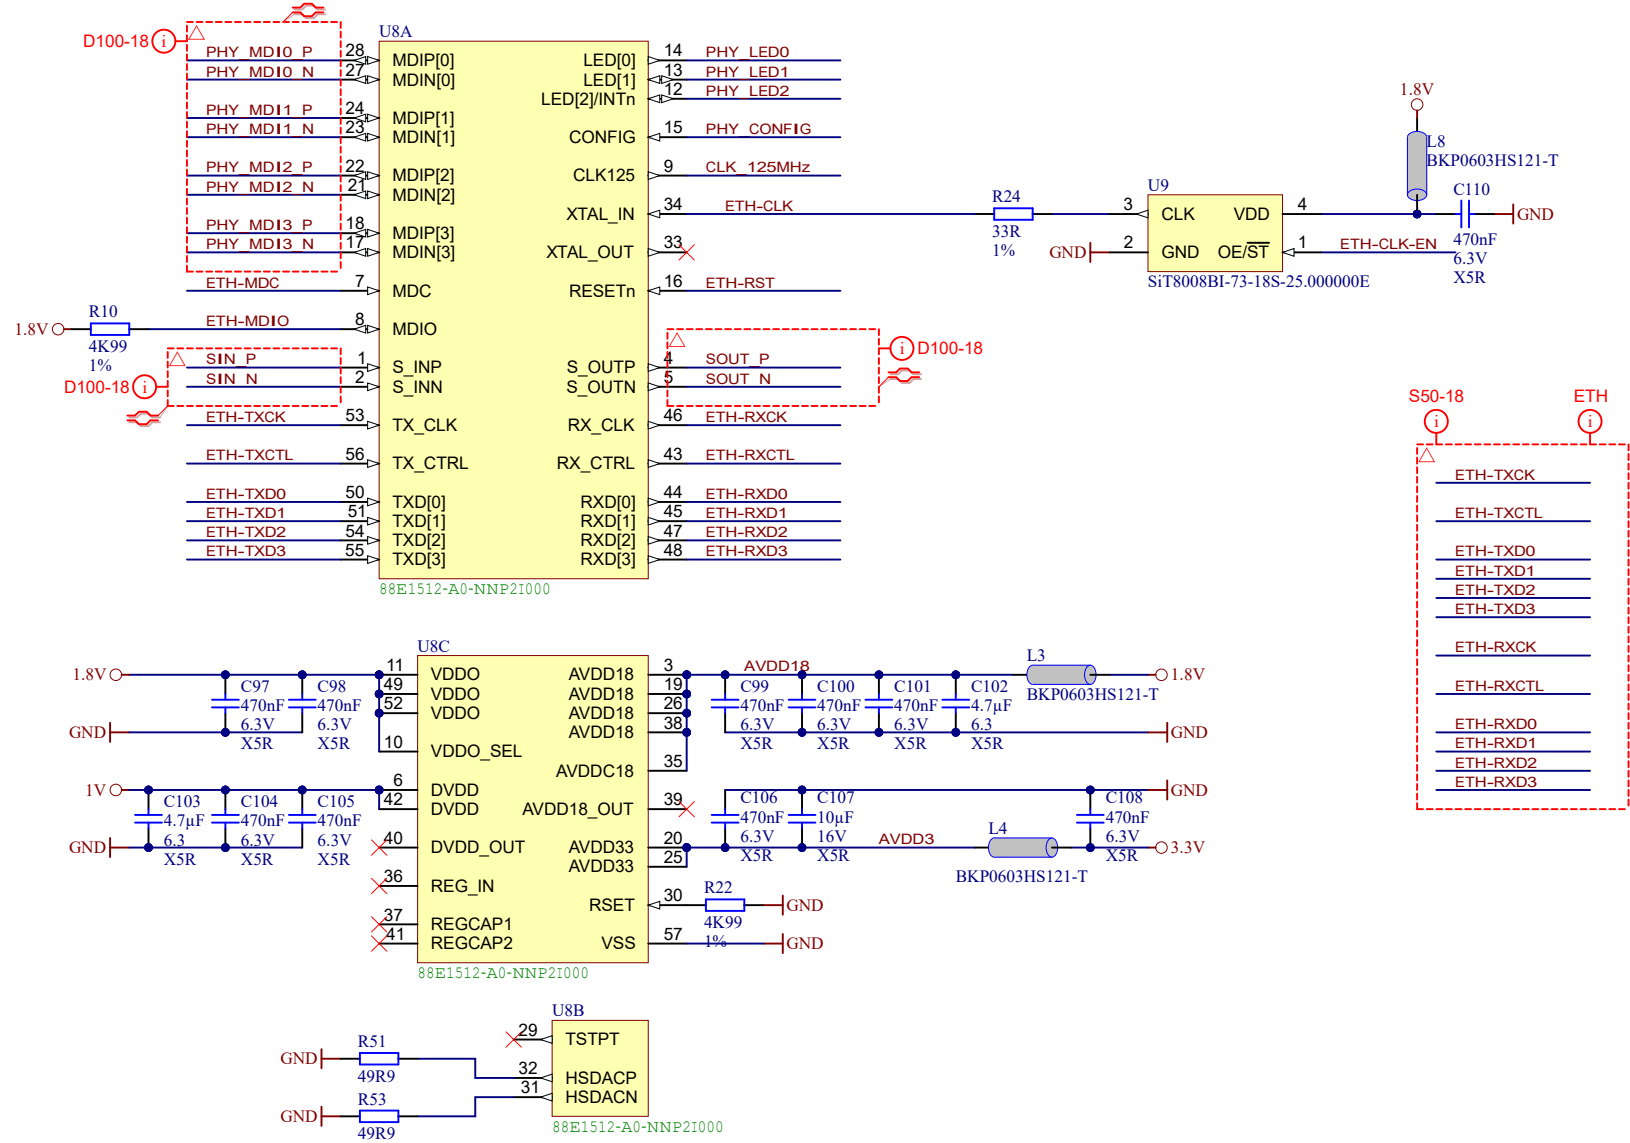 D100-18
i
U8A
PHY_MDI0_P 28 MDIP[0] LED[0] 14 PHY_LED0
PHY_MDI0_N 27 MDIN[0] LED[1] 13 PHY_LED1
LED[2]/INTn 12 PHY_LED2
PHY_MDI1_P 24 MDIP[1]
PHY_MDI1_N 23 MDIN[1] CONFIG 15 PHY_CONFIG
PHY_MDI2_P 22 MDIP[2] CLK125 9 CLK_125MHz
PHY_MDI2_N 21 MDIN[2]
PHY_MDI3_P 18 MDIP[3] XTAL_IN 34 ETH-CLK
PHY_MDI3_N 17 MDIN[3] XTAL_OUT 33
ETH-MDC 7 MDC RESETn 16 ETH-RST
1.8V R10 ETH-MDIO 8 MDIO
4K99
1%
SIN_P 1 S_INP S_OUTP 4 SOUT_P
SIN_N 2 S_INN S_OUTN 5 SOUT_N
D100-18 i
i D100-18
ETH-TXCK 53 TX_CLK RX_CLK 46 ETH-RXCK
ETH-TXCTL 56 TX_CTRL RX_CTRL 43 ETH-RXCTL
ETH-TXD0 50 TXD[0] RXD[0] 44 ETH-RXD0
ETH-TXD1 51 TXD[1] RXD[1] 45 ETH-RXD1
ETH-TXD2 54 TXD[2] RXD[2] 47 ETH-RXD2
ETH-TXD3 55 TXD[3] RXD[3] 48 ETH-RXD3
88E1512-A0-NNP2I000
1.8V
L8
BKP0603HS121-T
R24
33R
1%
U9
3 CLK VDD 4
GND 2 GND OE/ST 1 ETH-CLK-EN
SiT8008BI-73-18S-25.000000E
C110
GND
470nF
6.3V
X5R
S50-18 ETH
i i
ETH-TXCK
ETH-TXCTL
ETH-TXD0
ETH-TXD1
ETH-TXD2
ETH-TXD3
ETH-RXCK
ETH-RXCTL
ETH-RXD0
ETH-RXD1
ETH-RXD2
ETH-RXD3
U8C
1.8V 11 VDDO AVDD18 3 AVDD18 L3 1.8V
BKP0603HS121-T
49 VDDO AVDD18 19
52 VDDO AVDD18 26
AVDD18 38
10 VDDO_SEL
AVDDC18 35
C97 C98
470nF 470nF
6.3V 6.3V
X5R X5R
GND
C99 C100 C101 C102
470nF 470nF 470nF 4.7µF
6.3V 6.3V 6.3V 6.3
X5R X5R X5R X5R
GND
1V 6 DVDD
42 DVDD AVDD18_OUT 39
C103 C104 C105
4.7µF 470nF 470nF
6.3 6.3V 6.3V
X5R X5R X5R
GND
GND
C106 C107 C108
470nF 10µF 470nF
6.3V 16V 6.3V
X5R X5R X5R
40 DVDD_OUT AVDD33 20 AVDD3 L4 3.3V
BKP0603HS121-T
AVDD33 25
36 REG_IN
RSET 30 R22 GND
4K99
1%
37 REGCAP1
41 REGCAP2 VSS 57 GND
88E1512-A0-NNP2I000
U8B
29 TSTPT
GND R51 32 HSDACP
49R9
31 HSDACN
GND R53
49R9
88E1512-A0-NNP2I000